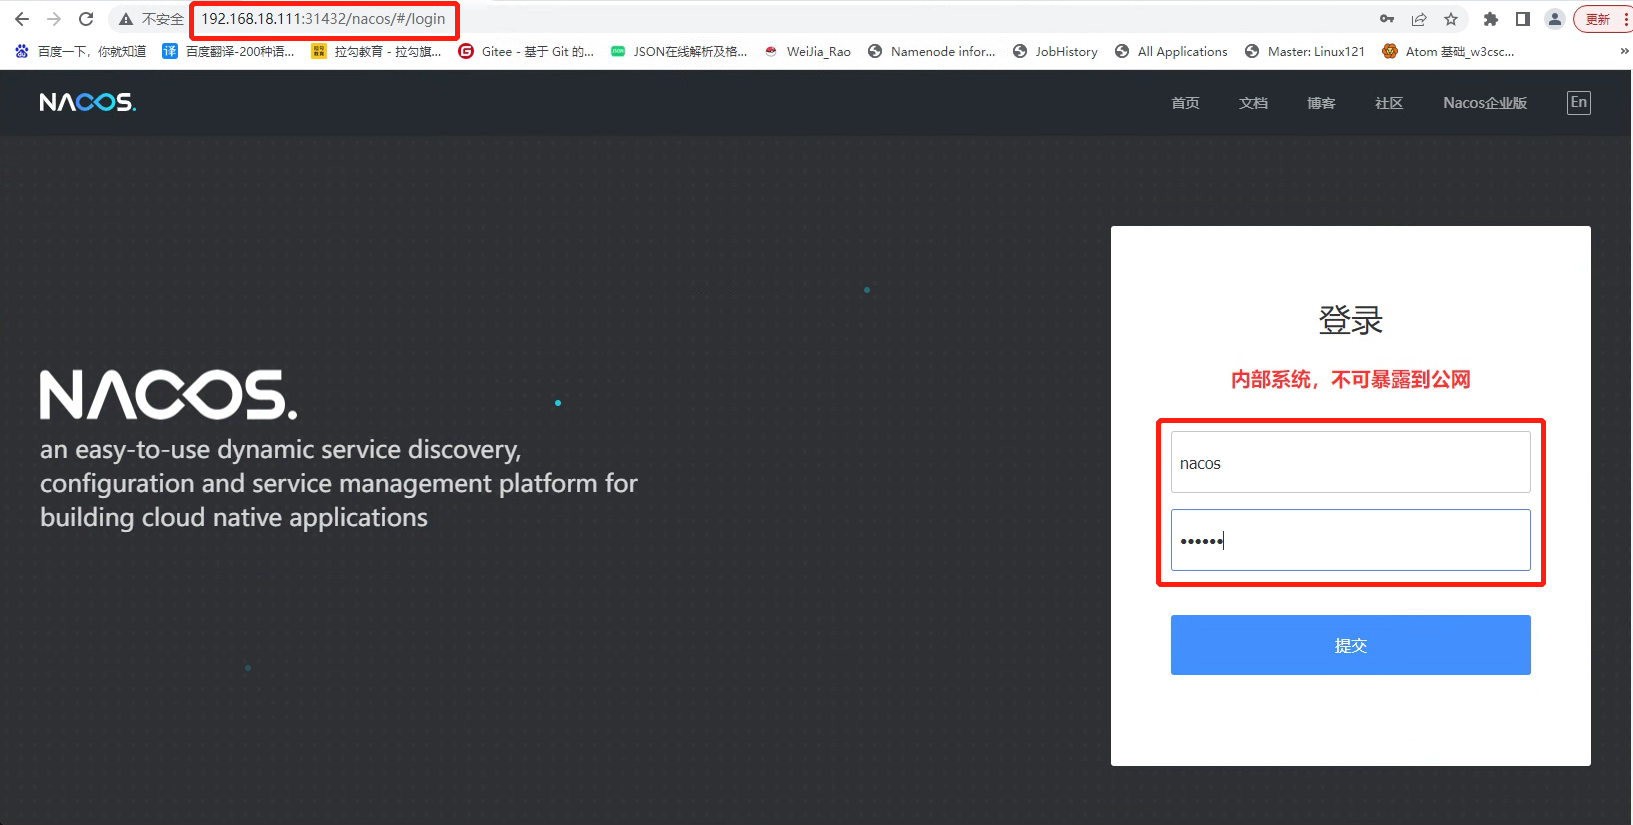 不安全
192.168.18.111:31432/nacos/#/login
更新
百度一下，你就知道
译
百度翻译-200种语...
拉勾教育 - 拉勾旗...
Gitee - 基于 Git 的...
JSON在线解析及格...
WeiJia_Rao
Namenode infor...
JobHistory
All Applications
Master: Linux121
Atom 基础_w3csc...
»
NACOS.
首页
文档
博客
社区
Nacos企业版
En
NACOS.
an easy-to-use dynamic service discovery,
configuration and service management platform for
building cloud native applications
登录
内部系统，不可暴露到公网
nacos
••••••
提交